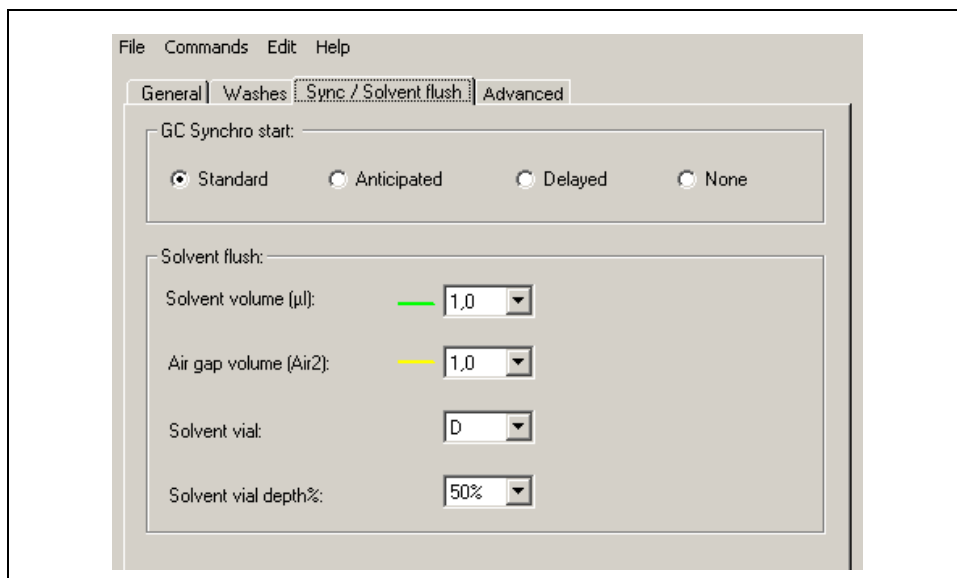 File Commands Edit Help
General Washes Sync / Solvent flush Advanced
GC Synchro start:
Standard Anticipated Delayed None
Solvent flush:
Solvent volume (µl): 1,0
Air gap volume (Air2): 1,0
Solvent vial: D
Solvent vial depth%: 50%